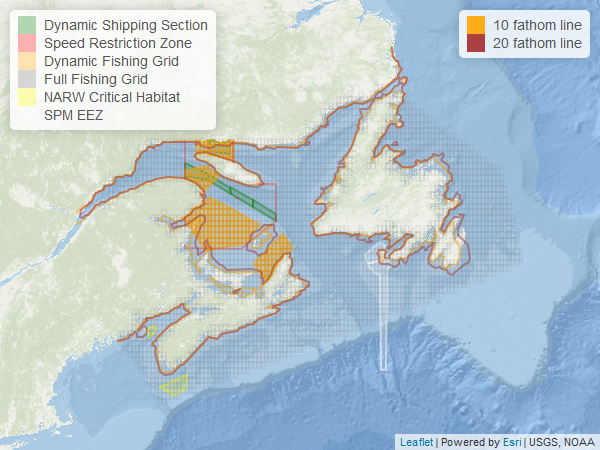 Dynamic Shipping Section
Speed Restriction Zone
Dynamic Fishing Grid
Full Fishing Grid
NARW Critical Habitat
SPM EEZ
10 fathom line
20 fathom line
Leaflet | Powered by Esri | USGS, NOAA